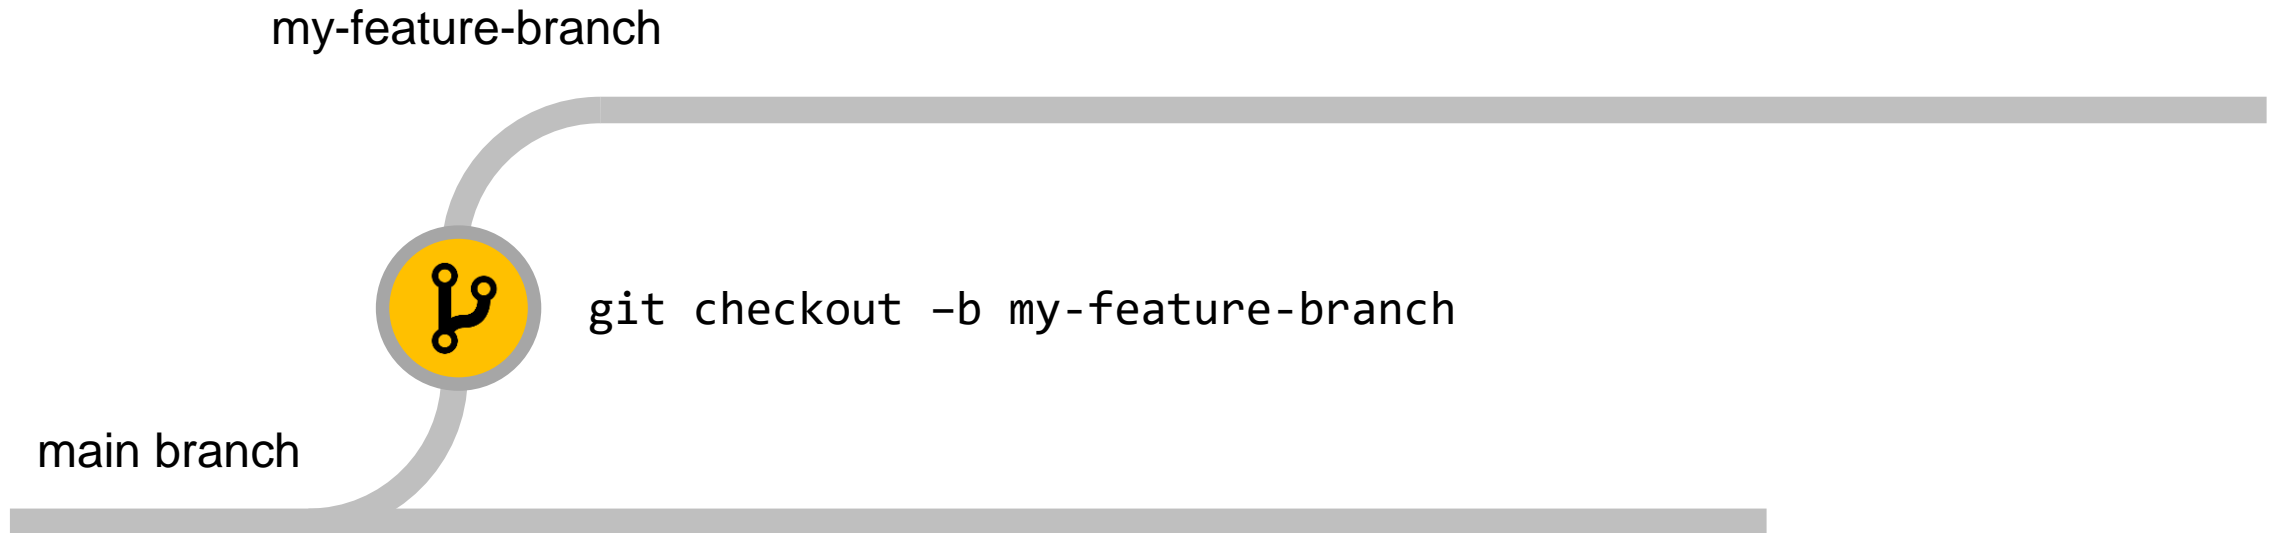 my-feature-branch
git checkout –b my-feature-branch
main branch